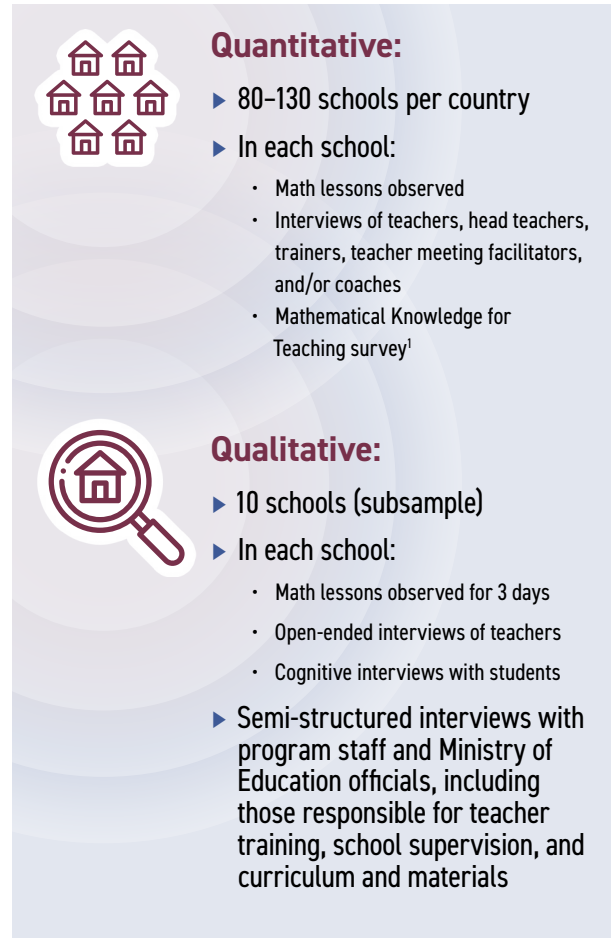 Quantitative:
▶ 80–130 schools per country
▶ In each school:
• Math lessons observed
• Interviews of teachers, head teachers,
trainers, teacher meeting facilitators,
and/or coaches
• Mathematical Knowledge for
Teaching survey¹
Qualitative:
▶ 10 schools (subsample)
▶ In each school:
• Math lessons observed for 3 days
• Open-ended interviews of teachers
• Cognitive interviews with students
▶ Semi-structured interviews with
program staff and Ministry of
Education officials, including
those responsible for teacher
training, school supervision, and
curriculum and materials